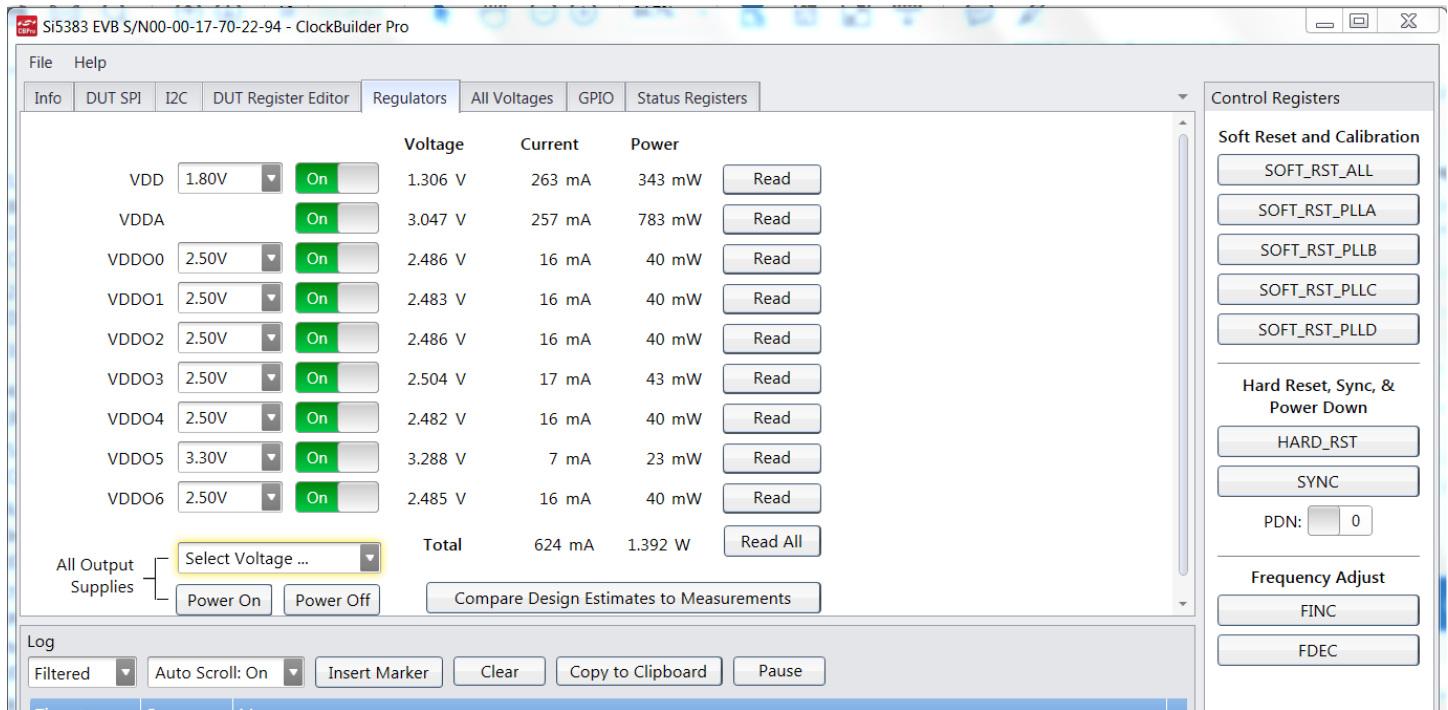 CBPro Si5383 EVB S/N00-00-17-70-22-94 - ClockBuilder Pro
File Help
Info DUT SPI I2C DUT Register Editor Regulators All Voltages GPIO Status Registers
Voltage Current Power
VDD 1.80V On 1.306 V 263 mA 343 mW Read
VDDA On 3.047 V 257 mA 783 mW Read
VDDO0 2.50V On 2.486 V 16 mA 40 mW Read
VDDO1 2.50V On 2.483 V 16 mA 40 mW Read
VDDO2 2.50V On 2.486 V 16 mA 40 mW Read
VDDO3 2.50V On 2.504 V 17 mA 43 mW Read
VDDO4 2.50V On 2.482 V 16 mA 40 mW Read
VDDO5 3.30V On 3.288 V 7 mA 23 mW Read
VDDO6 2.50V On 2.485 V 16 mA 40 mW Read
Total 624 mA 1.392 W Read All
All Output
Supplies
Select Voltage ...
Power On Power Off
Compare Design Estimates to Measurements
Log
Filtered Auto Scroll: On Insert Marker Clear Copy to Clipboard Pause
Control Registers
Soft Reset and Calibration
SOFT_RST_ALL
SOFT_RST_PLLA
SOFT_RST_PLLB
SOFT_RST_PLLC
SOFT_RST_PLLD
Hard Reset, Sync, &
Power Down
HARD_RST
SYNC
PDN: 0
Frequency Adjust
FINC
FDEC